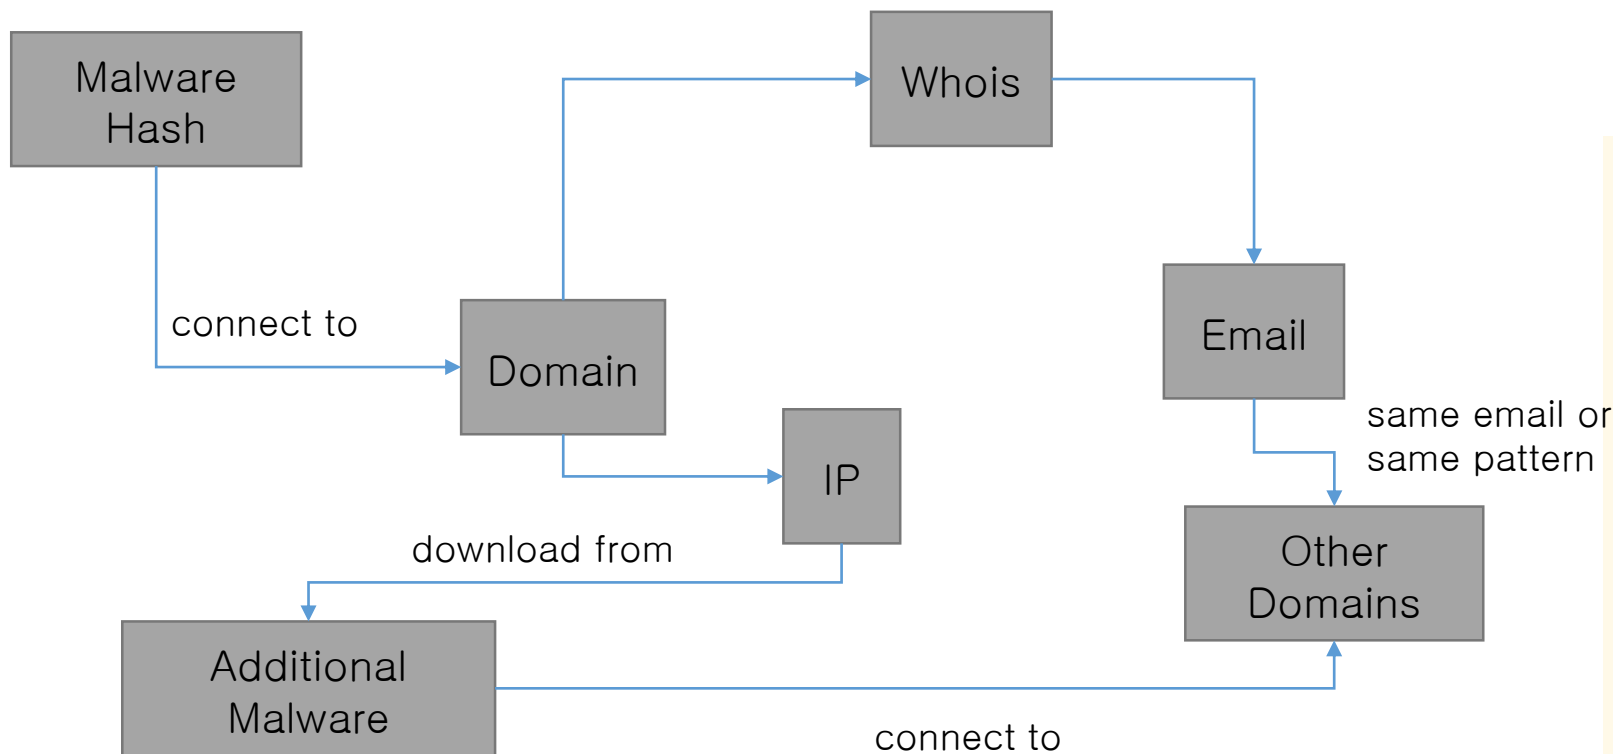 Malware
Hash
Whois
connect to
Domain
Email
same email or
same pattern
IP
download from
Other
Domains
Additional
Malware
connect to